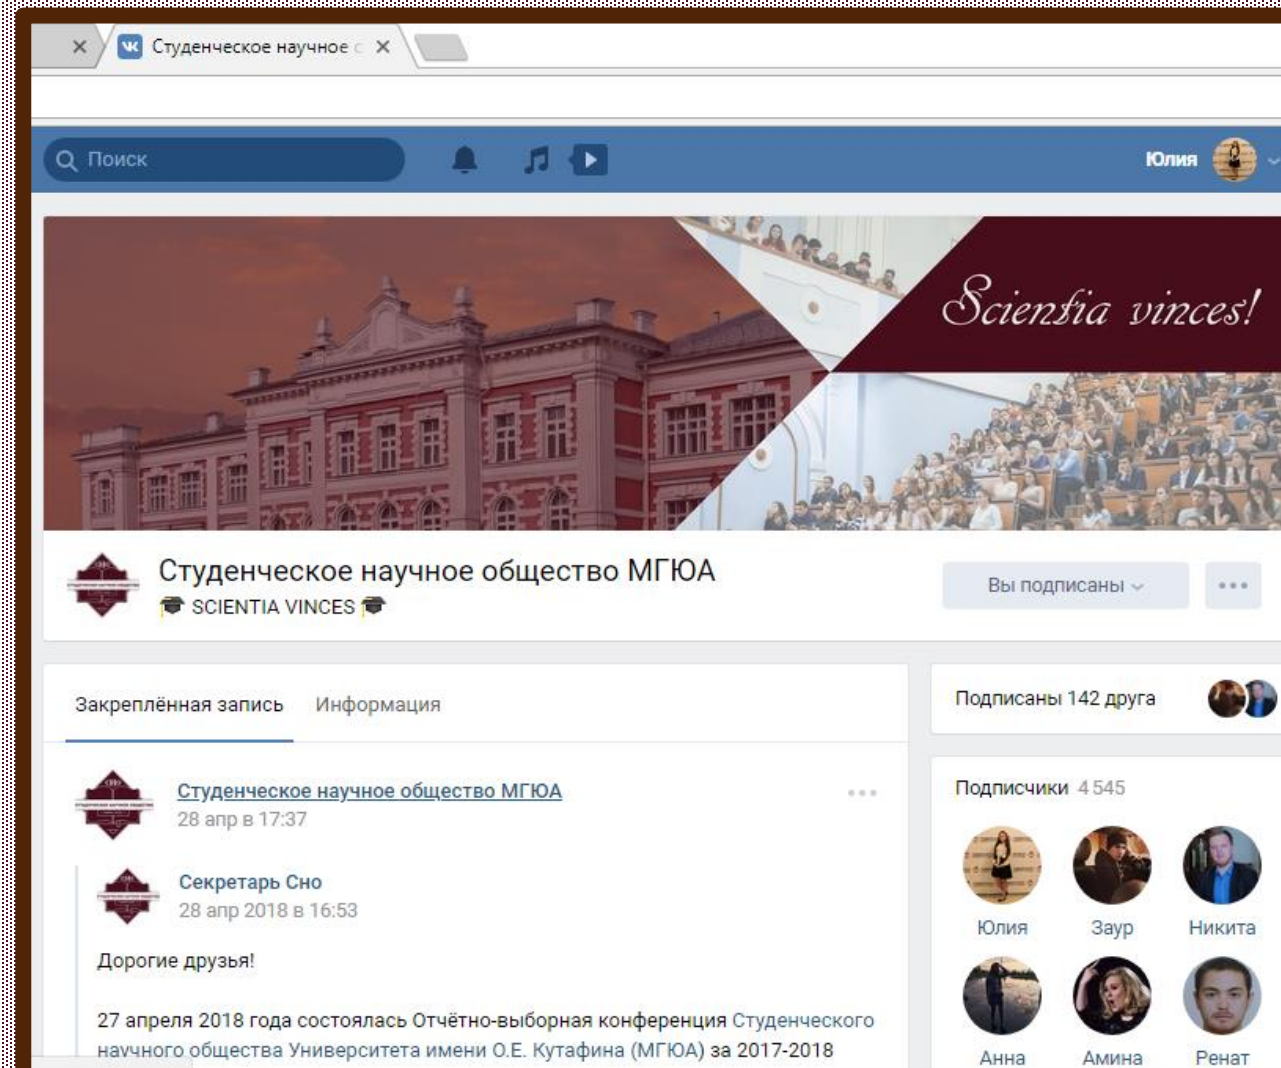 Студенческое научное с
Поиск
Юлия
Scientia vinces!
Студенческое научное общество МГЮА
SCIENTIA VINCES
Вы подписаны
Закреплённая запись Информация
Подписаны 142 друга
Студенческое научное общество МГЮА
28 апр в 17:37
Подписчики 4 545
Секретарь Сно
28 апр 2018 в 16:53
Юлия Заур Никита
Дорогие друзья!
27 апреля 2018 года состоялась Отчётно-выборная конференция Студенческого
научного общества Университета имени О.Е. Кутафина (МГЮА) за 2017-2018
Анна Амина Ренат